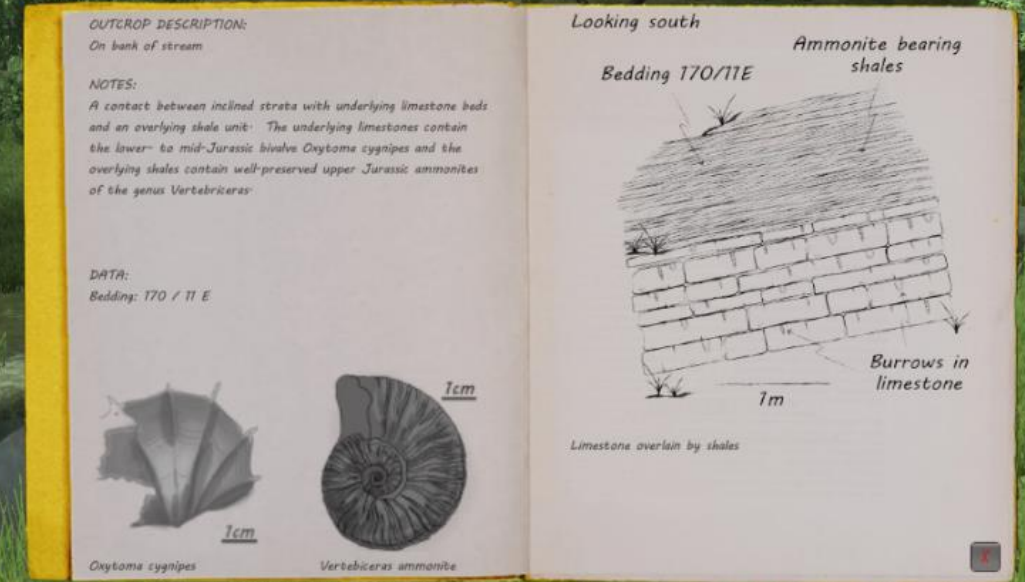 OUTCROP DESCRIPTION:
On bank of stream
NOTES:
A contact between inclined strata with underlying limestone beds
and an overlying shale unit. The underlying limestones contain
the lower- to mid-Jurassic bivalve Oxytoma cygnipes and the
overlying shales contain well-preserved upper Jurassic ammonites
of the genus Vertebriceras.
DATA:
Bedding: 170 / 11 E
1cm
1cm
Oxytoma cygnipes
Vertebiceras ammonite
Looking south
Ammonite bearing
shales
Bedding 170/11E
Burrows in
limestone
1m
Limestone overlain by shales
X